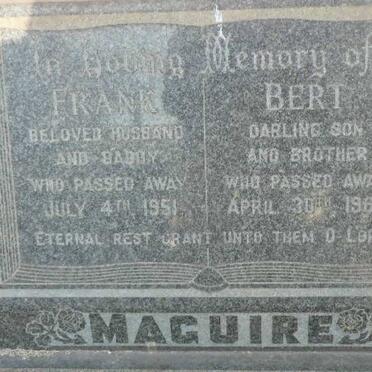 In Loving Memory of
FRANK
BELOVED HUSBAND
AND DADDY
WHO PASSED AWAY
JULY 4TH 1951
BERT
DARLING SON
AND BROTHER
WHO PASSED AWA
APRIL 30TH 196
ETERNAL REST GRANT UNTO THEM O-LOR
MAGUIRE